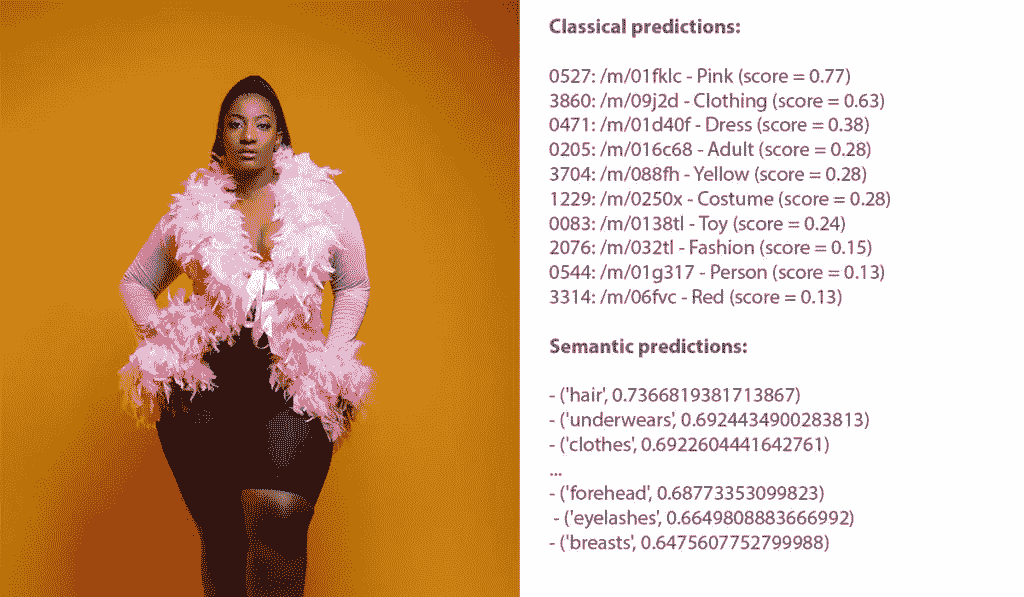 Classical predictions:
0527: /m/01fklc - Pink (score = 0.77)
3860: /m/09j2d - Clothing (score = 0.63)
0471: /m/01d40f - Dress (score = 0.38)
0205: /m/016c68 - Adult (score = 0.28)
3704: /m/088fh - Yellow (score = 0.28)
1229: /m/0250x - Costume (score = 0.28)
0083: /m/0138tl - Toy (score = 0.24)
2076: /m/032tl - Fashion (score = 0.15)
0544: /m/01g317 - Person (score = 0.13)
3314: /m/06fvc - Red (score = 0.13)
Semantic predictions:
- ('hair', 0.7366819381713867)
- ('underwears', 0.6924434900283813)
- ('clothes', 0.6922604441642761)
...
- ('forehead', 0.68773353099823)
- ('eyelashes', 0.6649808883666992)
- ('breasts', 0.6475607752799988)